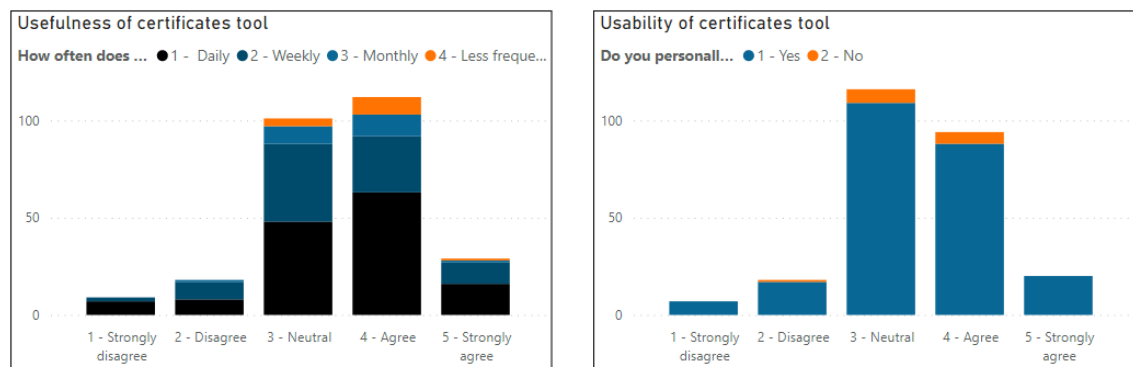 Usefulness of certificates tool
How often does ... 1 - Daily 2 - Weekly 3 - Monthly 4 - Less freque...
100
50
0
1 - Strongly disagree
2 - Disagree
3 - Neutral
4 - Agree
5 - Strongly agree
Usability of certificates tool
Do you personall... 1 - Yes 2 - No
100
50
0
1 - Strongly disagree
2 - Disagree
3 - Neutral
4 - Agree
5 - Strongly agree